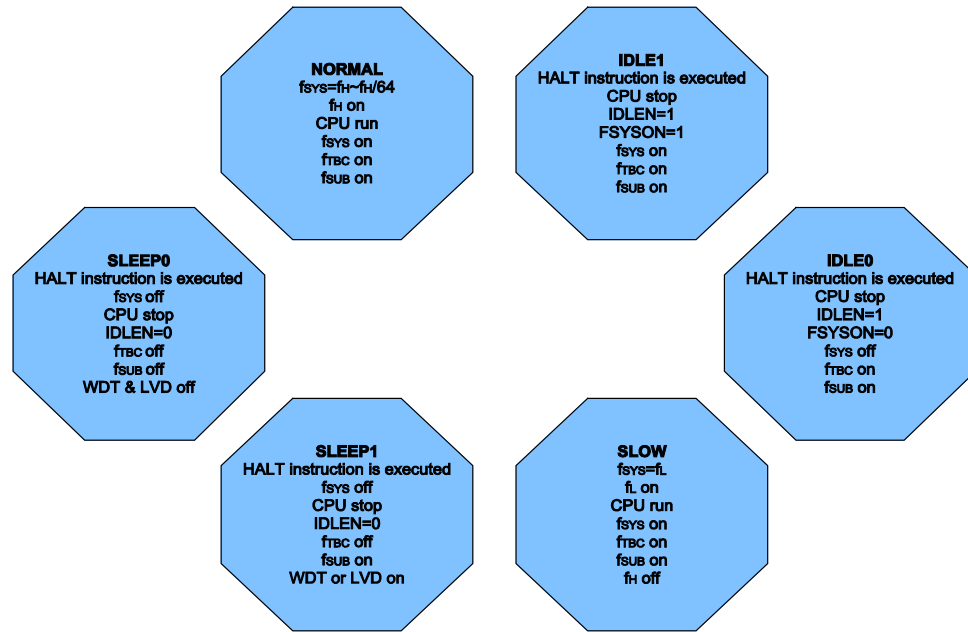 NORMAL
fSYS=fH~fH/64
fH on
CPU run
fSYS on
fTBC on
fSUB on
IDLE1
HALT instruction is executed
CPU stop
IDLEN=1
FSYSON=1
fSYS on
fTBC on
fSUB on
SLEEP0
HALT instruction is executed
fSYS off
CPU stop
IDLEN=0
fTBC off
fSUB off
WDT & LVD off
IDLE0
HALT instruction is executed
CPU stop
IDLEN=1
FSYSON=0
fSYS off
fTBC on
fSUB on
SLEEP1
HALT instruction is executed
fSYS off
CPU stop
IDLEN=0
fTBC off
fSUB on
WDT or LVD on
SLOW
fSYS=fL
fL on
CPU run
fSYS on
fTBC on
fSUB on
fH off